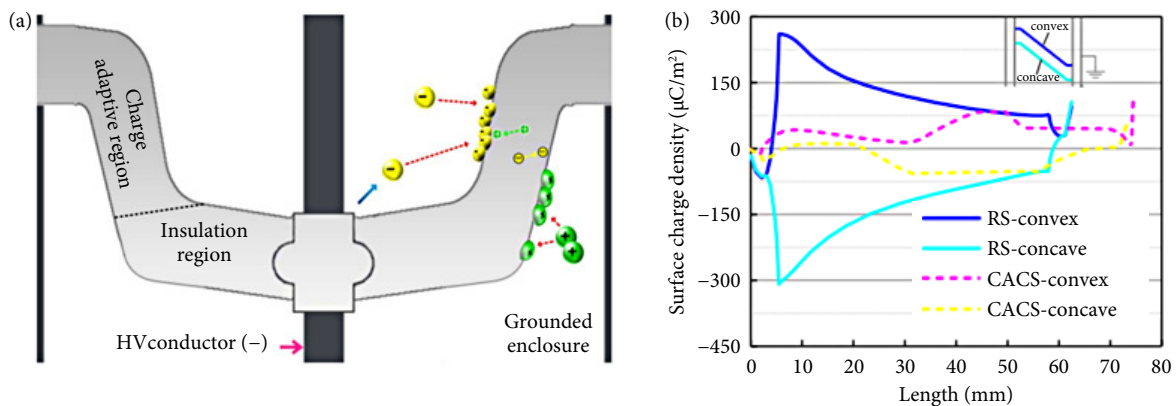 (a)
Charge
adaptive region
Insulation
region
HVconductor (−)
Grounded
enclosure
(b)
Surface charge density (μC/m²)
300
150
0
−150
−300
−450
convex
concave
RS-convex
RS-concave
CACS-convex
CACS-concave
0 10 20 30 40 50 60 70 80
Length (mm)